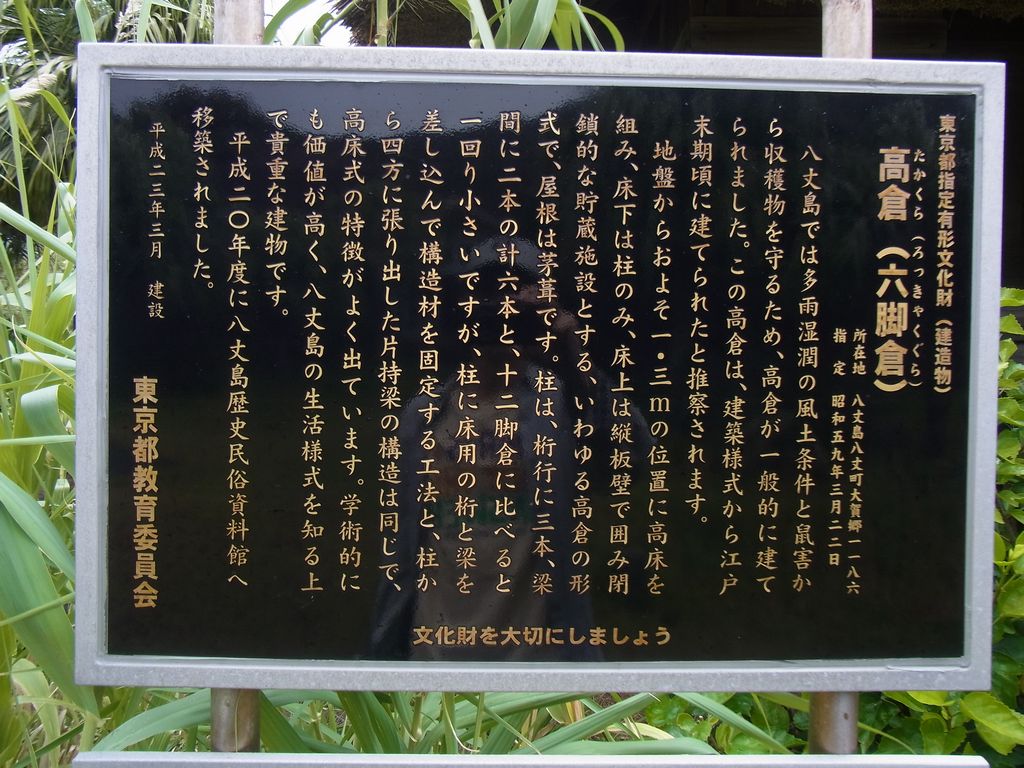 東京都指定有形文化財（建造物）
たかくら（ろっきゃくぐら）
高倉（六脚倉）
所在地　八丈島八丈町大賀郷一一八六
指定　昭和五九年三月二二日
八丈島では多雨湿潤の風土条件と鼠害か
ら収穫物を守るため、高倉が一般的に建て
られました。この高倉は、建築様式から江戸
末期頃に建てられたと推察されます。
地盤からおよそ一・三ｍの位置に高床を
組み、床下は柱のみ、床上は縦板壁で囲み閉
鎖的な貯蔵施設とする、いわゆる高倉の形
式で、屋根は茅葺です。柱は、桁行に三本、梁
間に二本の計六本と、十二脚倉に比べると
一回り小さいですが、柱に床用の桁と梁を
差し込んで構造材を固定する工法と、柱か
ら四方に張り出した片持梁の構造は同じで、
高床式の特徴がよく出ています。学術的に
も価値が高く、八丈島の生活様式を知る上
で貴重な建物です。
平成二〇年度に八丈島歴史民俗資料館へ
移築されました。
平成二三年三月　建設
東京都教育委員会
文化財を大切にしましょう